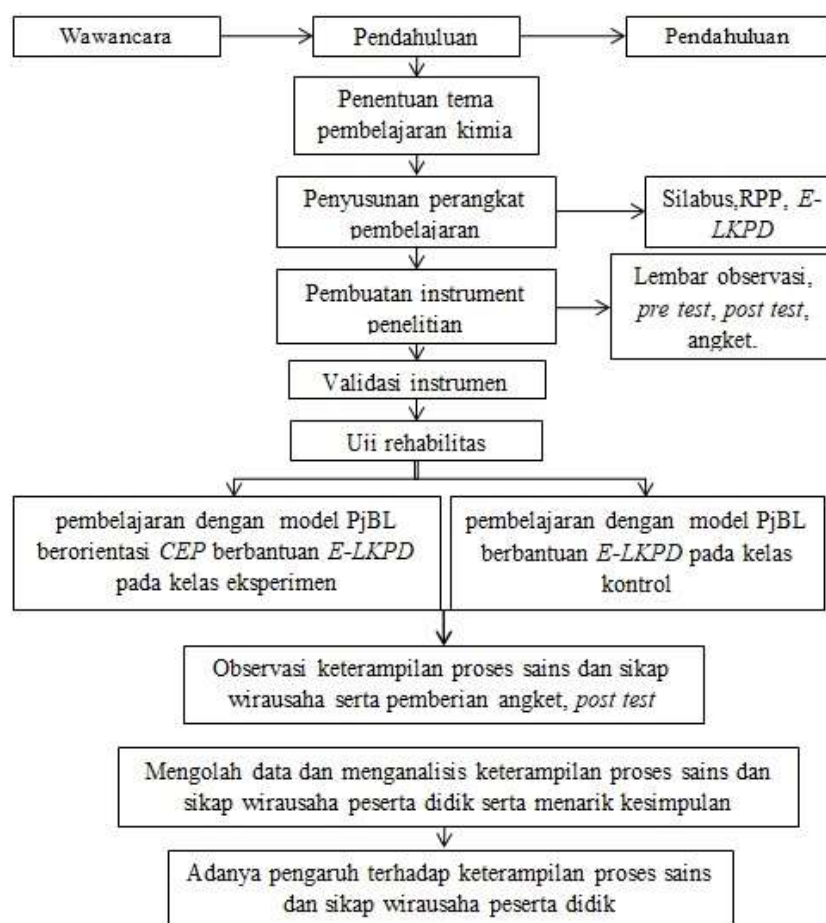 Wawancara
Pendahuluan
Pendahuluan
Penentuan tema
pembelajaran kimia
Penyusunan perangkat
pembelajaran
Silabus,RPP, E-
LKPD
Pembuatan instrument
penelitian
Lembar observasi,
pre test, post test,
angket.
Validasi instrumen
Uji rehabilitas
pembelajaran dengan model PjBL
berorientasi CEP berbantuan E-LKPD
pada kelas eksperimen
pembelajaran dengan model PjBL
berbantuan E-LKPD pada kelas
kontrol
Observasi keterampilan proses sains dan sikap
wirausaha serta pemberian angket, post test
Mengolah data dan menganalisis keterampilan proses sains dan
sikap wirausaha peserta didik serta menarik kesimpulan
Adanya pengaruh terhadap keterampilan proses sains
dan sikap wirausaha peserta didik